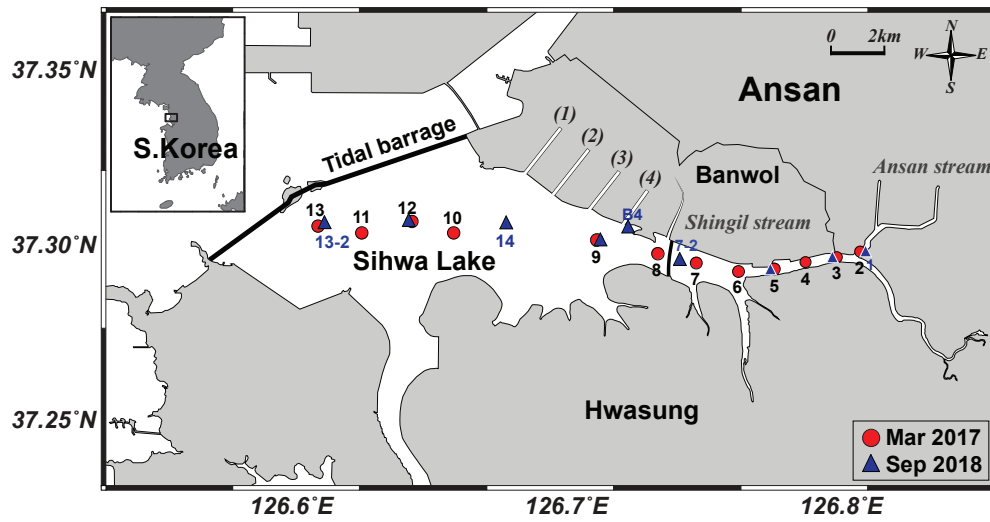 37.35°N
37.30°N
37.25°N
126.6°E
126.7°E
126.8°E
S.Korea
0 2km
N
W E
S
Ansan
Tidal barrage
(1)
(2)
(3)
(4)
Banwol
Ansan stream
Shingil stream
B4
13
11
12
10
13-2
14
9
8
7-2
7
6
5
4
3
2
1
Sihwa Lake
Hwasung
Mar 2017
Sep 2018